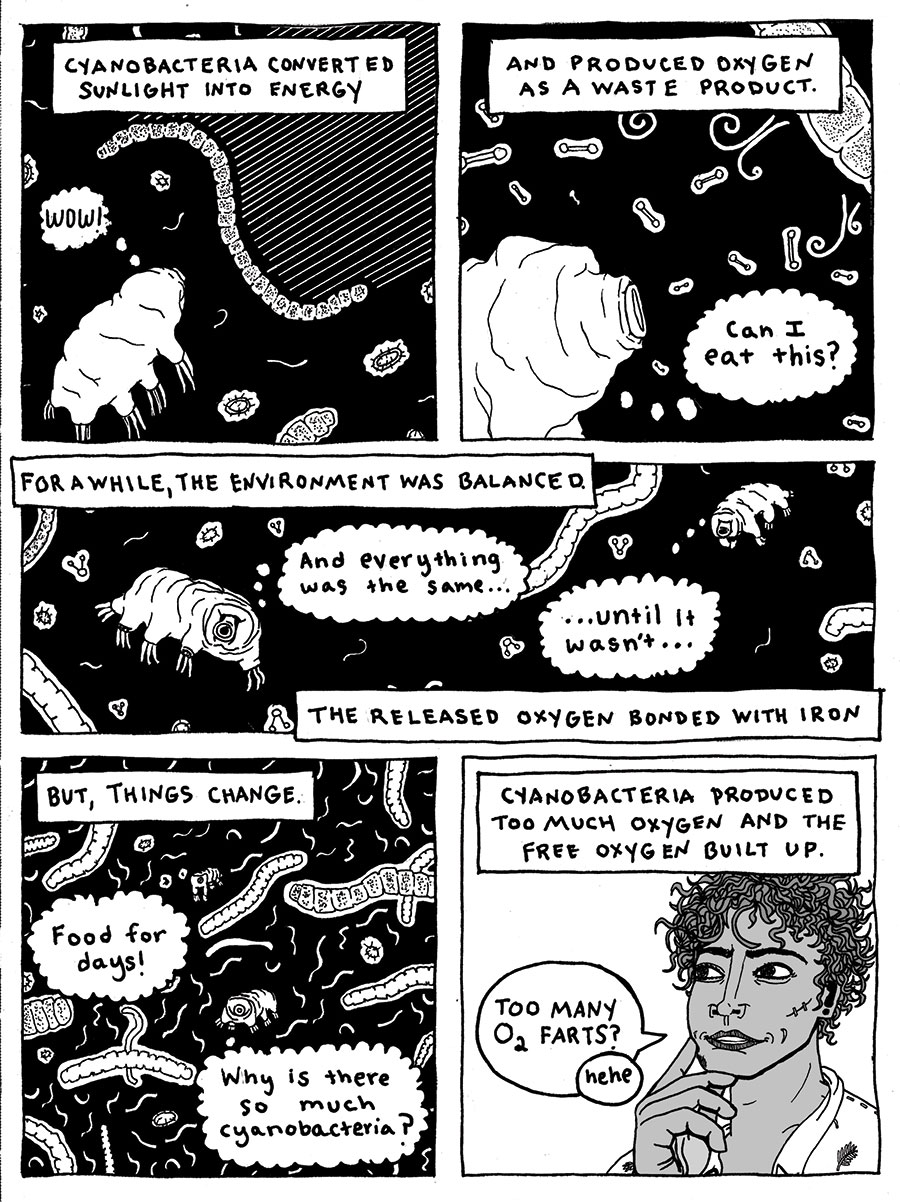 CYANOBACTERIA CONVERTED
SUNLIGHT INTO ENERGY
WOW!
AND PRODUCED OXYGEN
AS A WASTE PRODUCT.
Can I
eat this?
FOR A WHILE, THE ENVIRONMENT WAS BALANCED.
And everything
was the same...
...until it
wasn't...
THE RELEASED OXYGEN BONDED WITH IRON
BUT, THINGS CHANGE.
Food for
days!
Why is there
so much
cyanobacteria?
CYANOBACTERIA PRODUCED
TOO MUCH OXYGEN AND THE
FREE OXYGEN BUILT UP.
TOO MANY
O₂ FARTS?
hehe